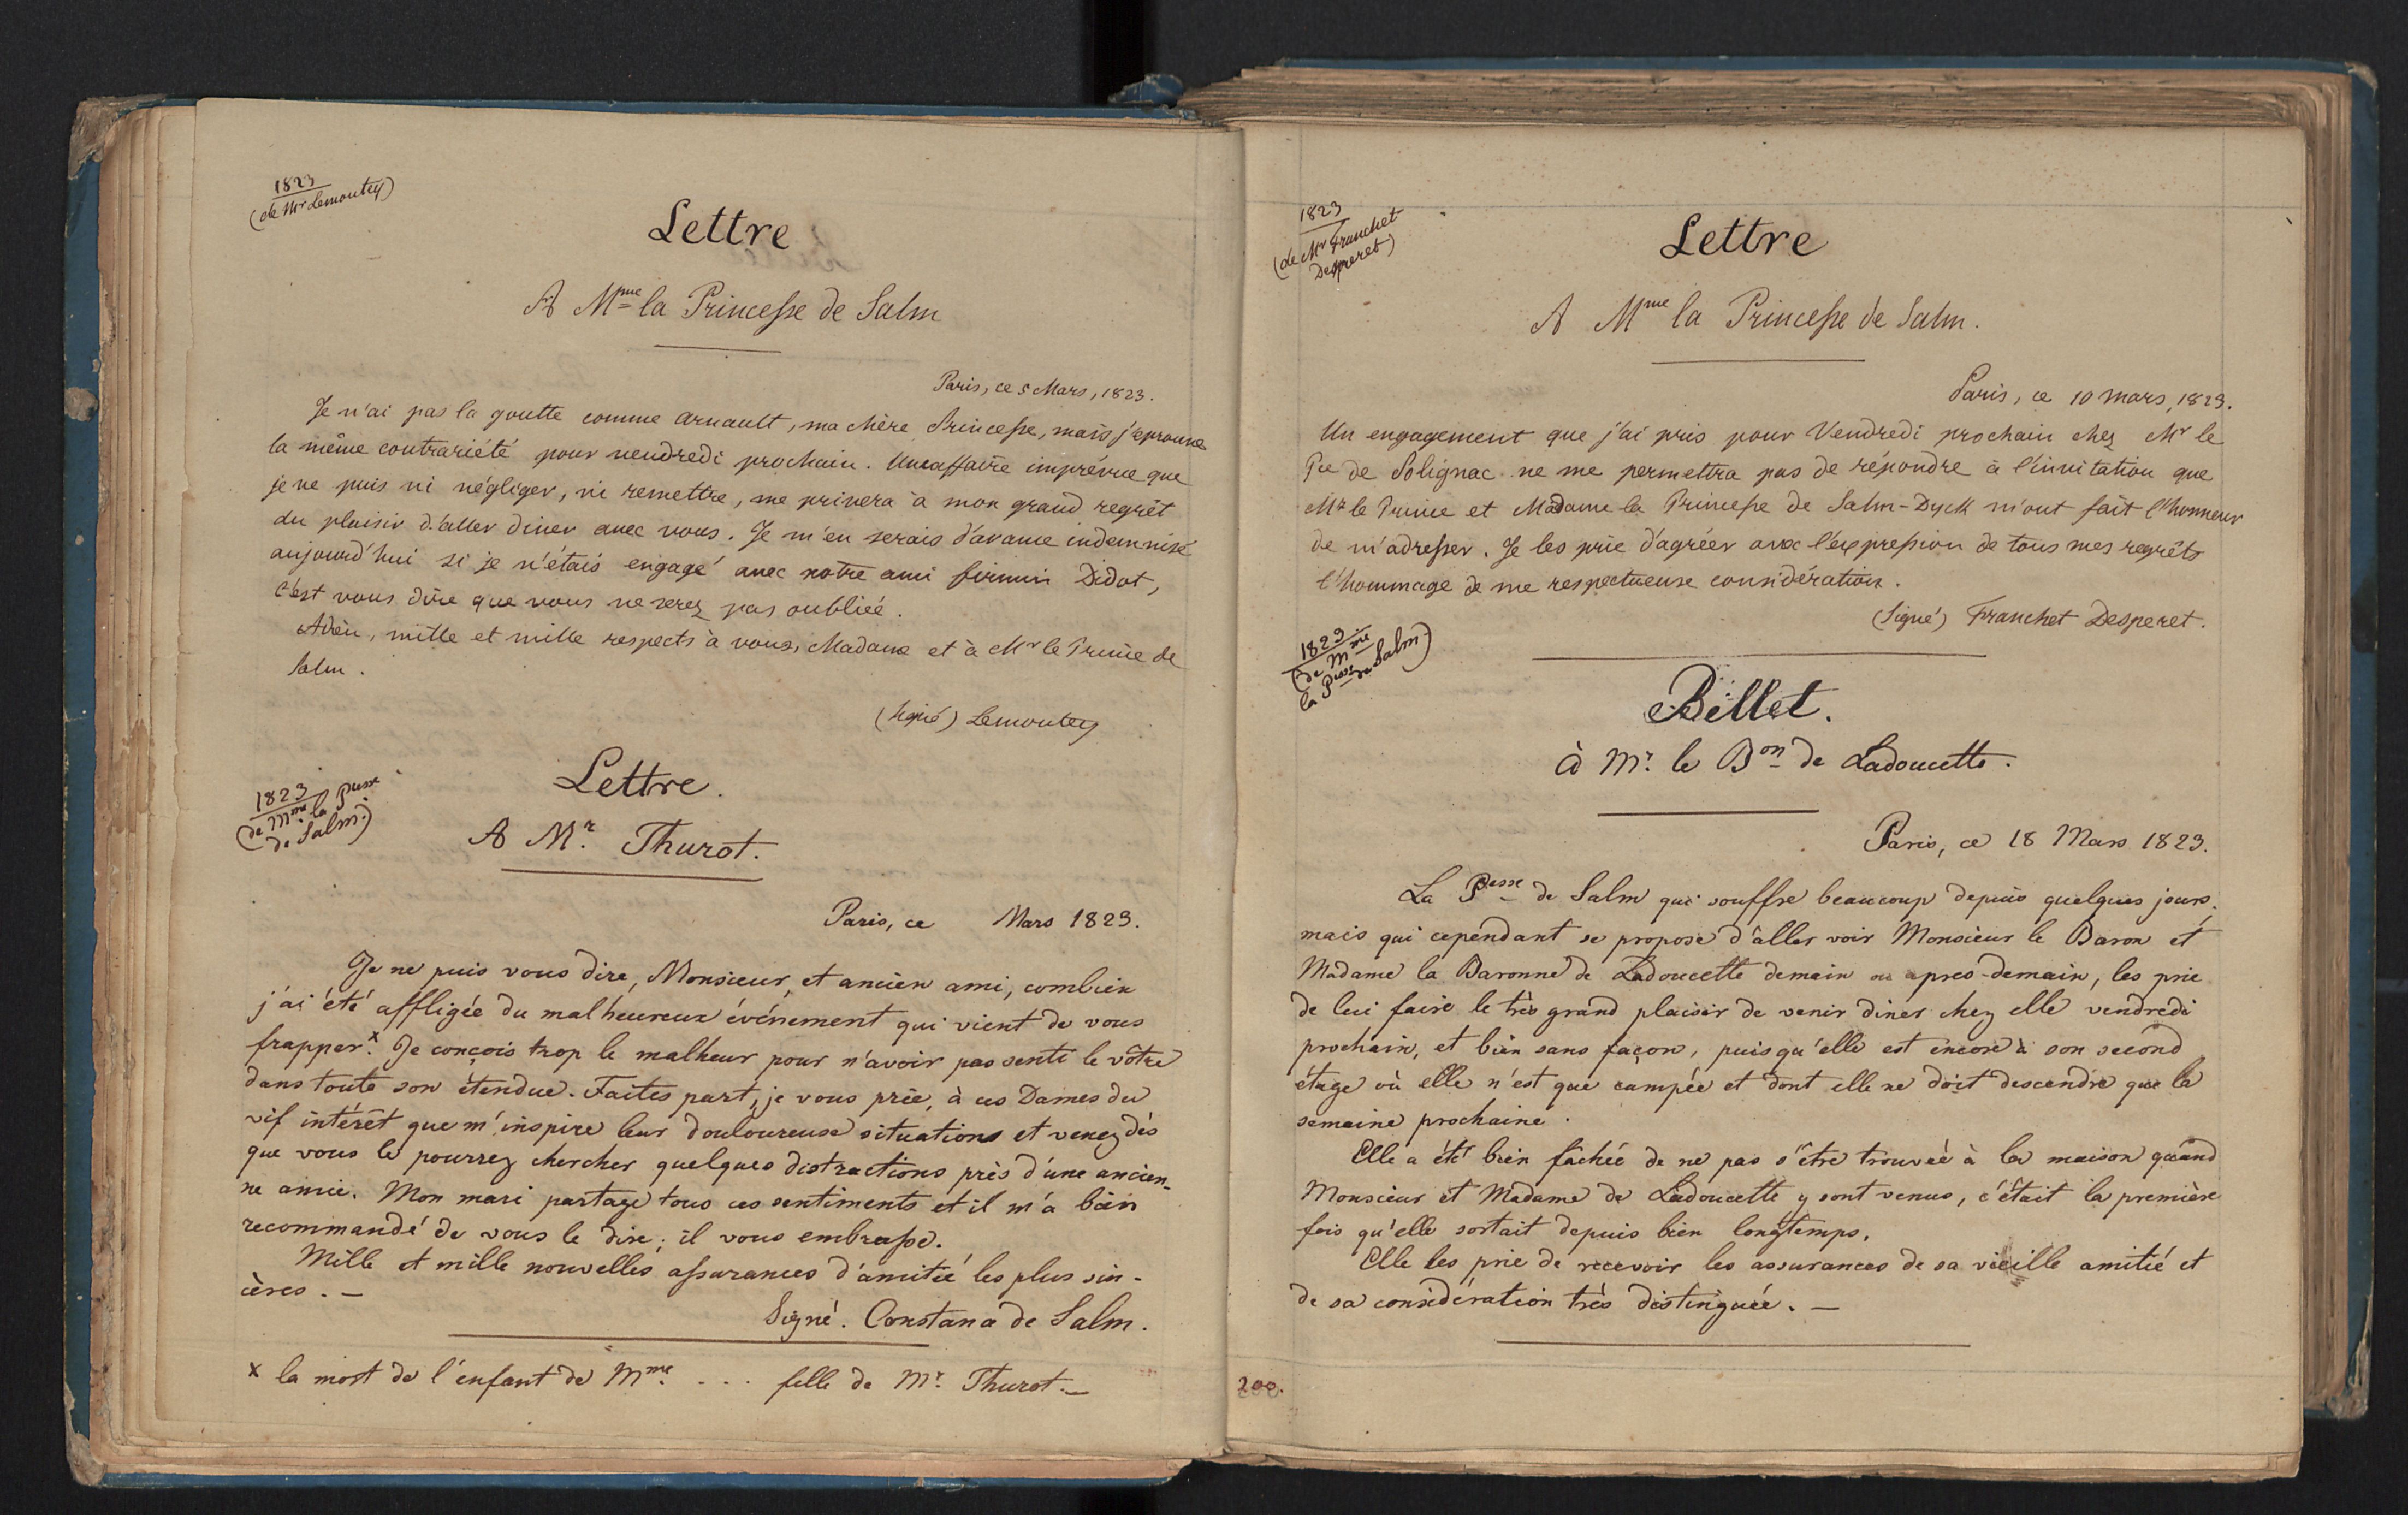 1823
(de Mr Lemontey)
Lettre
A Mme la Princesse de Salm
Paris, ce 5 Mars, 1823.
Je n'ai pas la goutte comme Arnault, ma chère Princesse, mais j'éprouve
la même contrariété pour vendredi prochain. Une affaire imprévue que
je ne puis ni négliger, ni remettre, me privera à mon grand regrêt
du plaisir d'aller diner avec vous. Je m'en serais d'avance indemnisé
aujourd'hui si je n'étais engagé avec notre ami firmin Didot,
c'est vous dire que vous ne serez pas oubliée.
Adieu, mille et mille respects à vous, Madame et à Mr le Prince de
Salm.
(signé) Lemontey
1823
(de Mme la Pesse
de Salm.)
Lettre.
A Mr. Thurot.
Paris, ce Mars 1823.
Je ne puis vous dire, Monsieur, et ancien ami, combien
j'ai été affligée du malheureux événement qui vient de vous
frapper x. Je conçois trop le malheur pour n'avoir pas senti le vôtre
dans toute son étendue. Faites part, je vous prie, à ces Dames du
vif intérêt que m'inspire leur douloureuse situation et venez dès
que vous le pourrez chercher quelques distractions près d'une ancien-
ne amie. Mon mari partage tous ces sentiments et il m'a bien
recommandé de vous le dire; il vous embrasse.
Mille et mille nouvelles assurances d'amitié les plus sin-
cères. —
Signé. Constance de Salm.
x la mort de l'enfant de Mme. ... fille de Mr. Thurot. —
1823
(de Mr Franchet
Desperet)
Lettre
A Mme la Princesse de Salm.
Paris, ce 10 mars, 1823.
Un engagement que j'ai pris pour Vendredi prochain chez Mr le
Pce de Polignac ne me permettra pas de répondre à l'invitation que
Mr le Prince et Madame la Princesse de Salm-Dyck m'ont fait l'honneur
de m'adresser. Je les prie d'agréer avec l'expression de tous mes regrêts
l'hommage de me respectueuse considération.
(Signé) Franchet Desperet.
1823
(de Mme
la Pesse de Salm)
Billet.
à Mr. le Bon de Ladoucette.
Paris, ce 18 Mars 1823.
La Pesse de Salm qui souffre beaucoup depuis quelques jours,
mais qui cependant se propose d'aller voir Monsieur le Baron et
Madame la Baronne de Ladoucette demain ou après-demain, les prie
de lui faire le très grand plaisir de venir diner chez elle vendredi
prochain, et bien sans façon, puisqu'elle est encore à son second
étage où elle n'est que campée et dont elle ne doit descendre que la
semaine prochaine.
Elle a été bien fâchée de ne pas s'être trouvée à la maison quand
Monsieur et Madame de Ladoucette y sont venus, c'était la première
fois qu'elle sortait depuis bien longtemps.
Elle les prie de recevoir les assurances de sa vieille amitié et
de sa considération très distinguée. —
200.